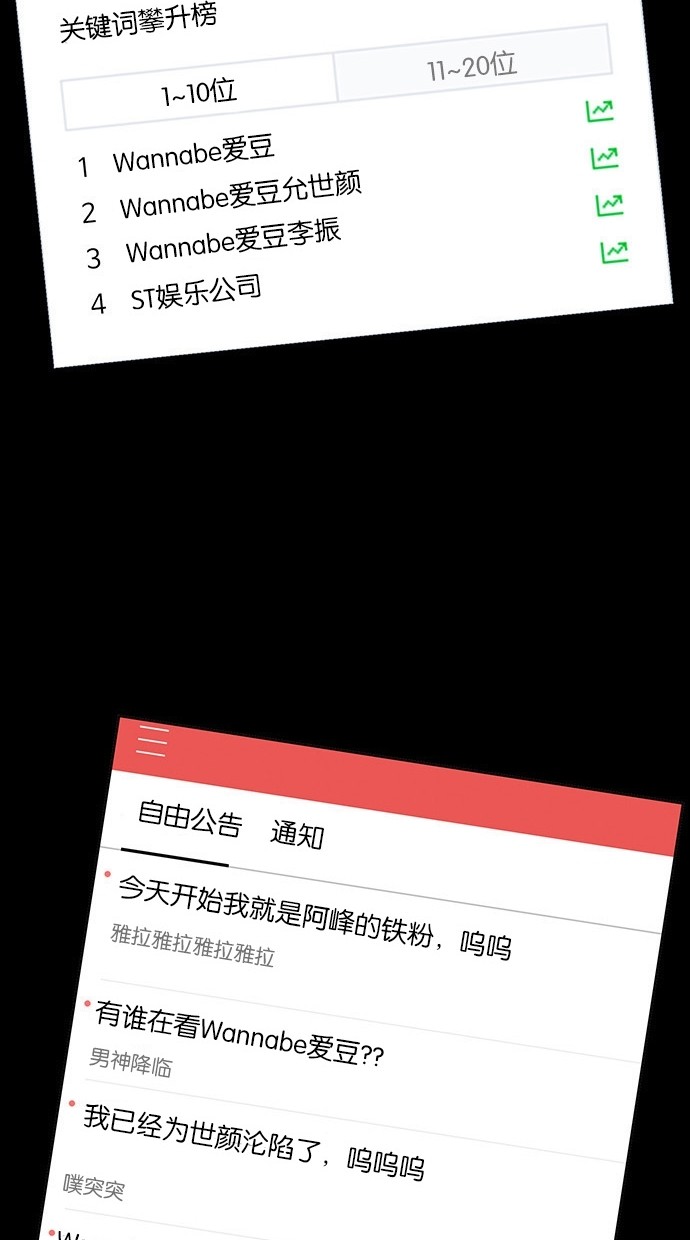 关键词攀升榜
1~10位
11~20位
1 Wannabe爱豆
2 Wannabe爱豆允世颜
3 Wannabe爱豆李振
4 ST娱乐公司
自由公告 通知
今天开始我就是阿峰的铁粉，呜呜
雅拉雅拉雅拉雅拉
有谁在看Wannabe爱豆??
男神降临
我已经为世颜沦陷了，呜呜呜
噗突突